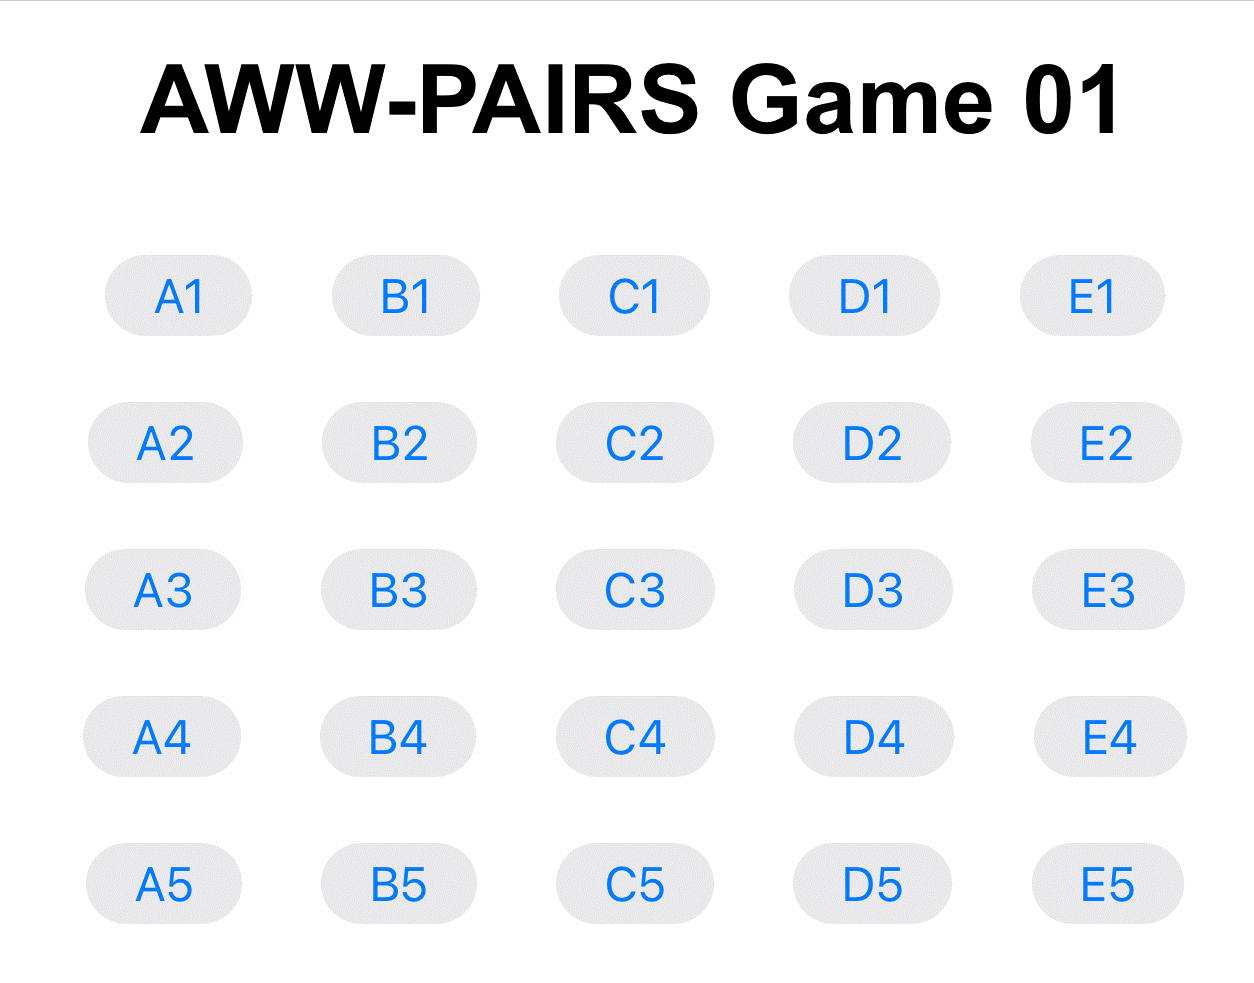 AWW-PAIRS Game 01
A1 B1 C1 D1 E1
A2 B2 C2 D2 E2
A3 B3 C3 D3 E3
A4 B4 C4 D4 E4
A5 B5 C5 D5 E5